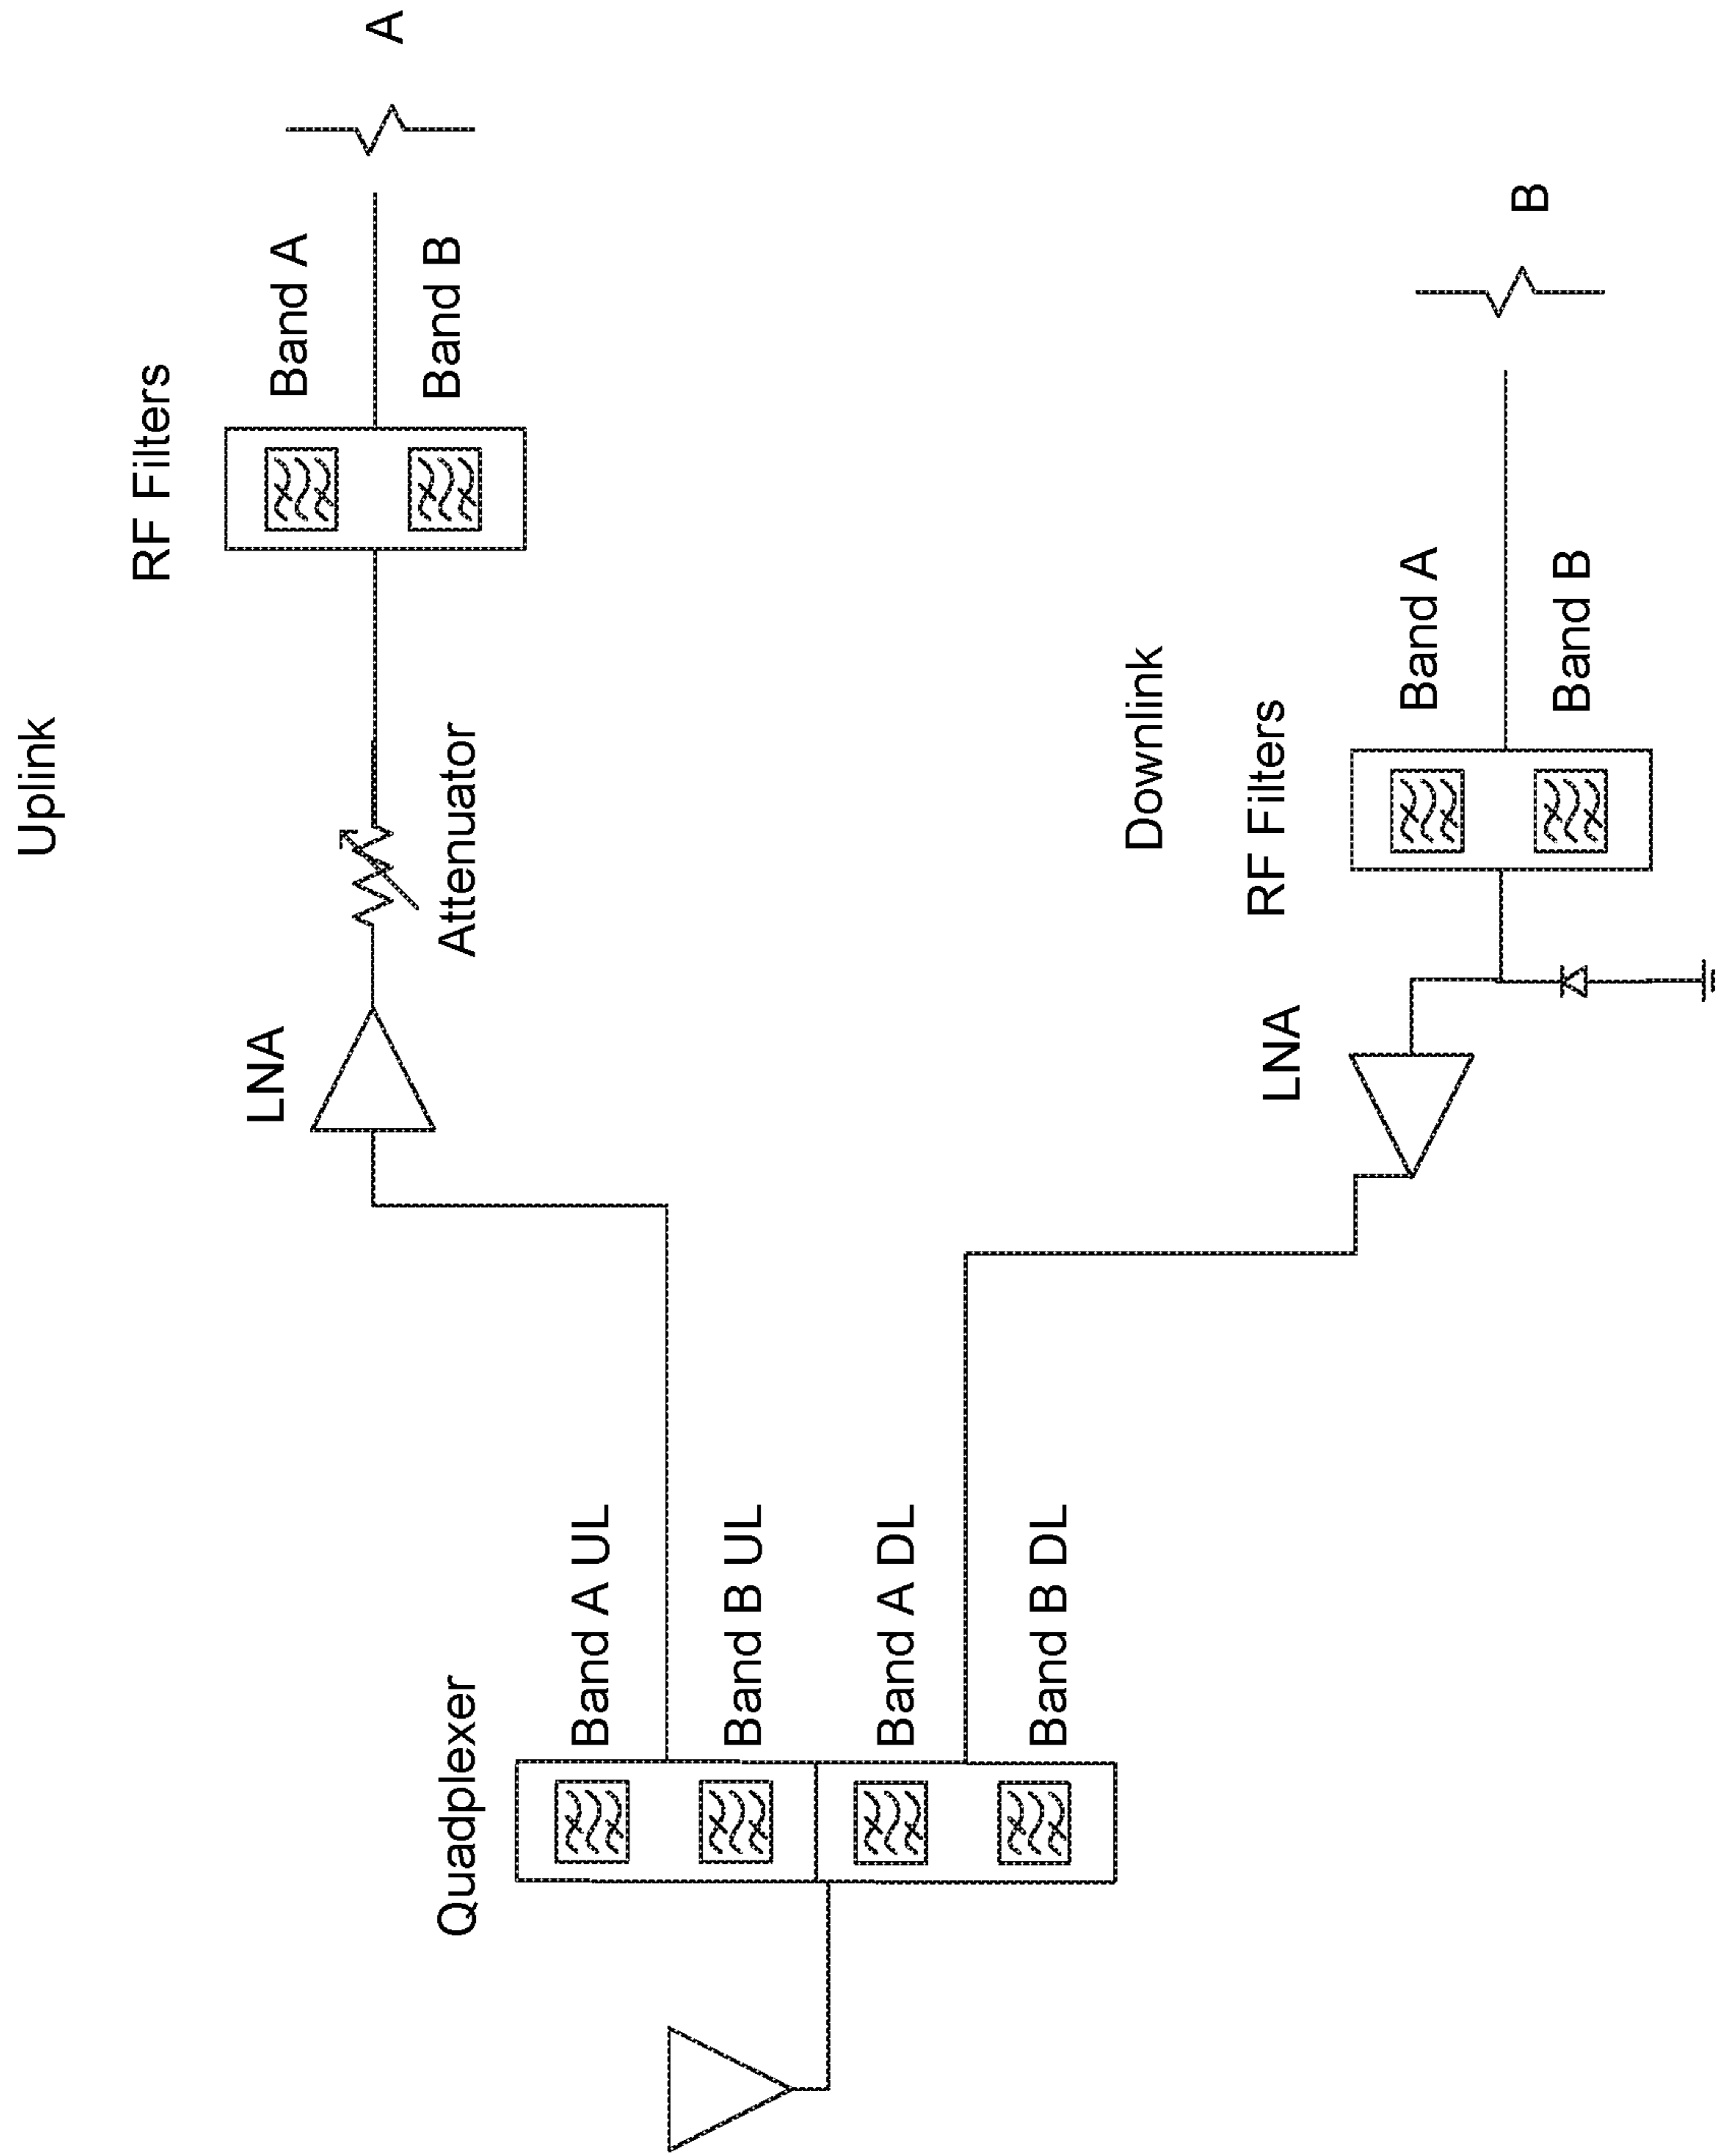 Uplink
RF Filters
LNA
Band A
A
Attenuator
Band B
Quadplexer
Band A UL
Band B UL
Band A DL
Band B DL
Downlink
RF Filters
LNA
Band A
B
Band B